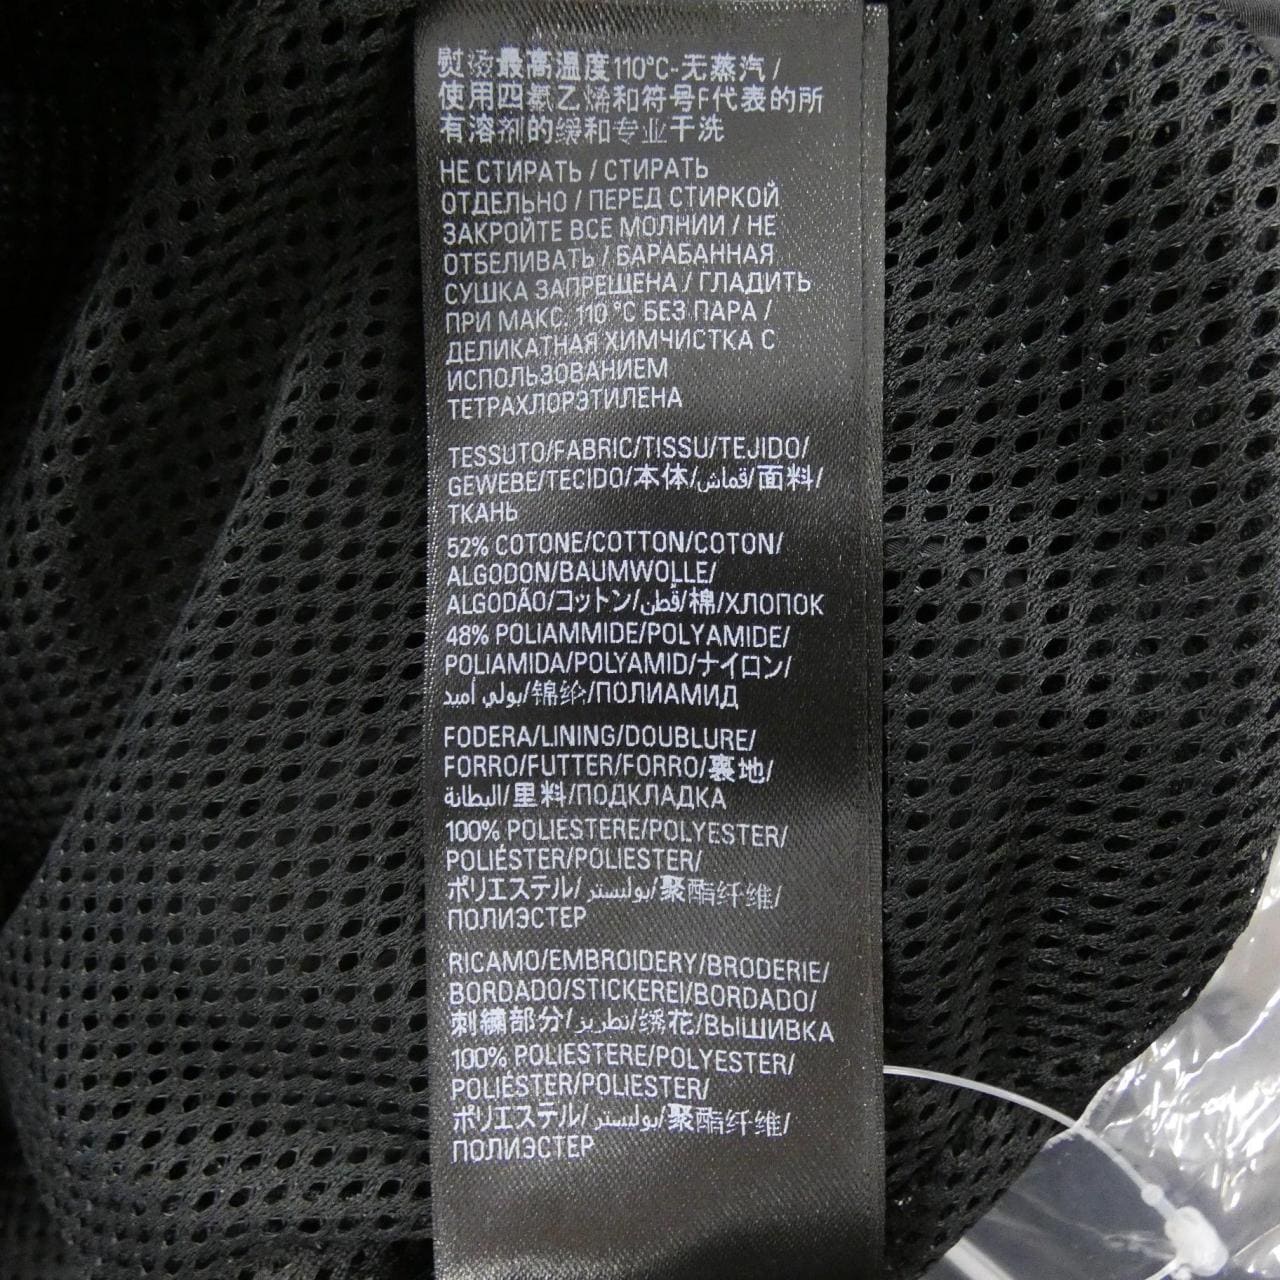 熨烫最高温度110°C-无蒸汽/
使用四氯乙烯和符号F代表的所
有溶剂的缓和专业干洗
НЕ СТИРАТЬ / СТИРАТЬ
ОТДЕЛЬНО / ПЕРЕД СТИРКОЙ
ЗАКРОЙТЕ ВСЕ МОЛНИИ / НЕ
ОТБЕЛИВАТЬ / БАРАБАННАЯ
СУШКА ЗАПРЕЩЕНА / ГЛАДИТЬ
ПРИ МАКС. 110 °C БЕЗ ПАРА /
ДЕЛИКАТНАЯ ХИМЧИСТКА С
ИСПОЛЬЗОВАНИЕМ
ТЕТРАХЛОРЭТИЛЕНА
TESSUTO/FABRIC/TISSU/TEJIDO/
GEWEBE/TECIDO/本体/قماش/面料/
ТКАНЬ
52% COTONE/COTTON/COTON/
ALGODON/BAUMWOLLE/
ALGODÃO/コットン/قطن/棉/ХЛОПОК
48% POLIAMMIDE/POLYAMIDE/
POLIAMIDA/POLYAMID/ナイロン/
بولي أميد/锦纶/ПОЛИАМИД
FODERA/LINING/DOUBLURE/
FORRO/FUTTER/FORRO/裏地/
البطانة/里料/ПОДКЛАДКА
100% POLIESTERE/POLYESTER/
POLIÉSTER/POLIESTER/
ポリエステル/بوليستر/聚酯纤维/
ПОЛИЭСТЕР
RICAMO/EMBROIDERY/BRODERIE/
BORDADO/STICKEREI/BORDADO/
刺繍部分/تطريز/绣花/ВЫШИВКА
100% POLIESTERE/POLYESTER/
POLIÉSTER/POLIESTER/
ポリエステル/بوليستر/聚酯纤维/
ПОЛИЭСТЕР